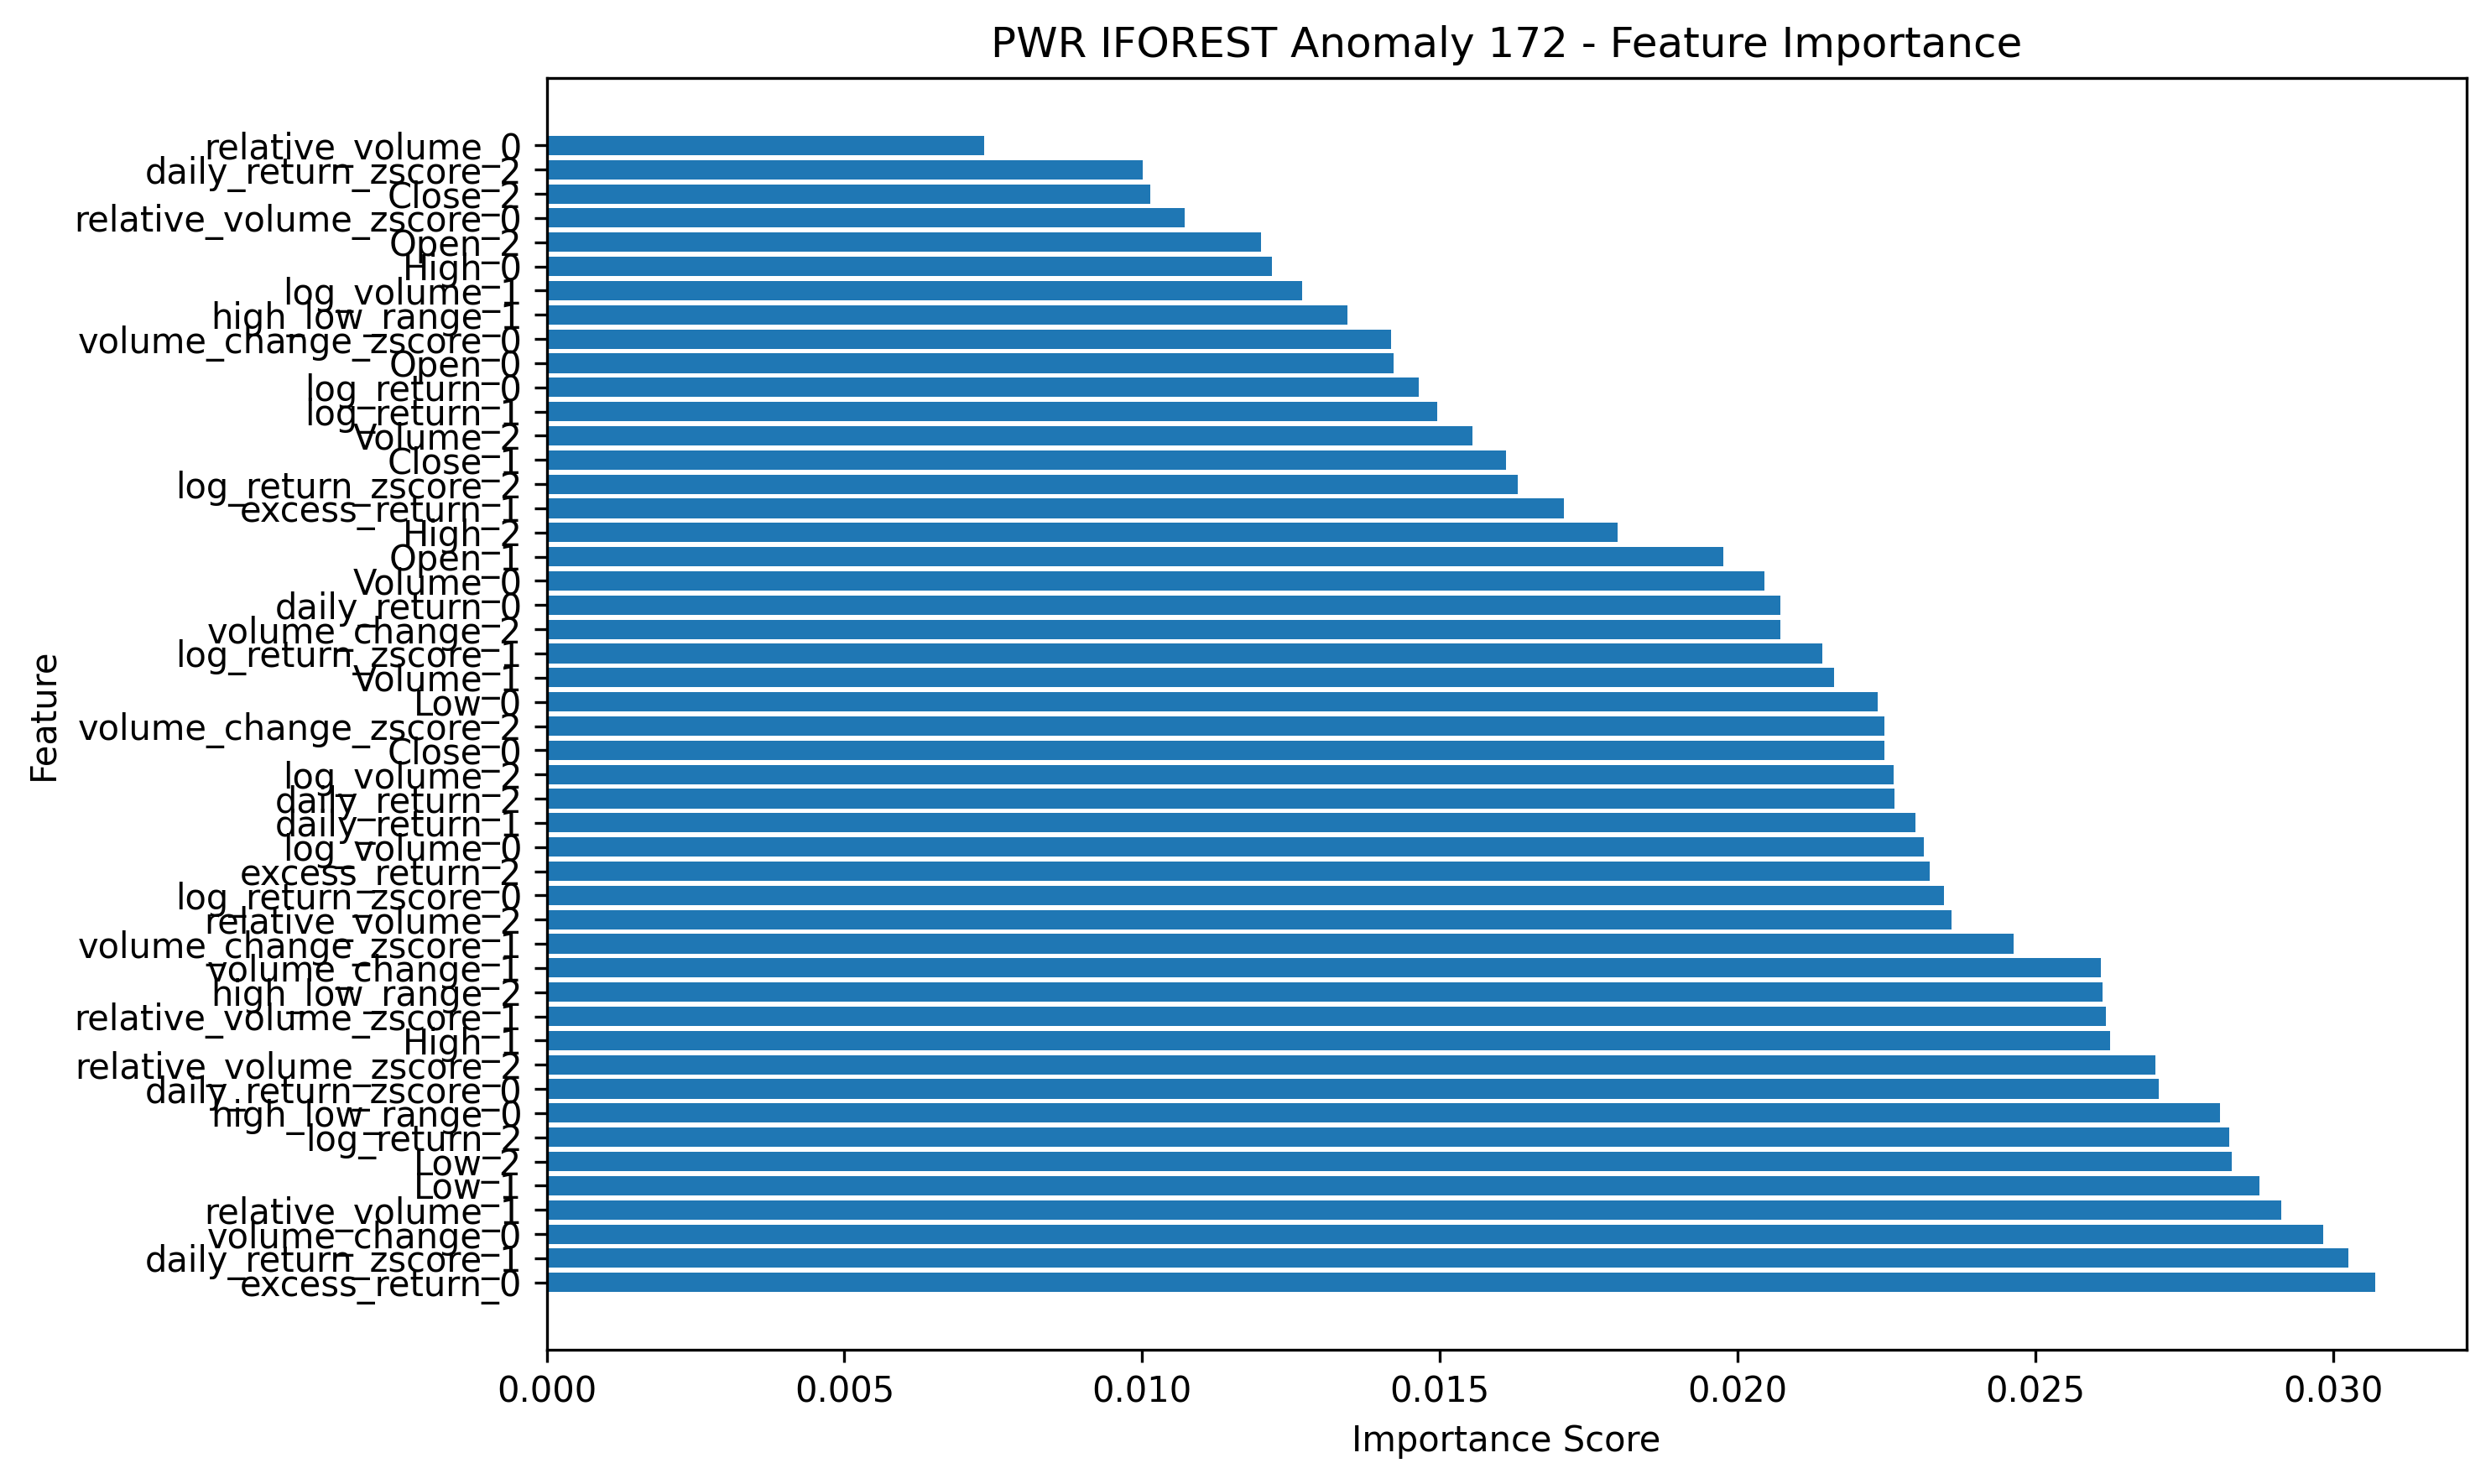 PWR IFOREST Anomaly 172 - Feature Importance
relative_volume_0
daily_return_zscore_2
Close_2
relative_volume_zscore_0
Open_2
High_0
log_volume_1
high_low_range_1
volume_change_zscore_0
Open_0
log_return_0
log_return_1
Volume_2
Close_1
log_return_zscore_2
excess_return_1
High_2
Open_1
Volume_0
daily_return_0
volume_change_2
log_return_zscore_1
Volume_1
Low_0
volume_change_zscore_2
Close_0
log_volume_2
daily_return_2
daily_return_1
log_volume_0
excess_return_2
log_return_zscore_0
relative_volume_2
volume_change_zscore_1
volume_change_1
high_low_range_2
relative_volume_zscore_1
High_1
relative_volume_zscore_2
daily_return_zscore_0
high_low_range_0
log_return_2
Low_2
Low_1
relative_volume_1
volume_change_0
daily_return_zscore_1
excess_return_0
Feature
0.000 0.005 0.010 0.015 0.020 0.025 0.030
Importance Score